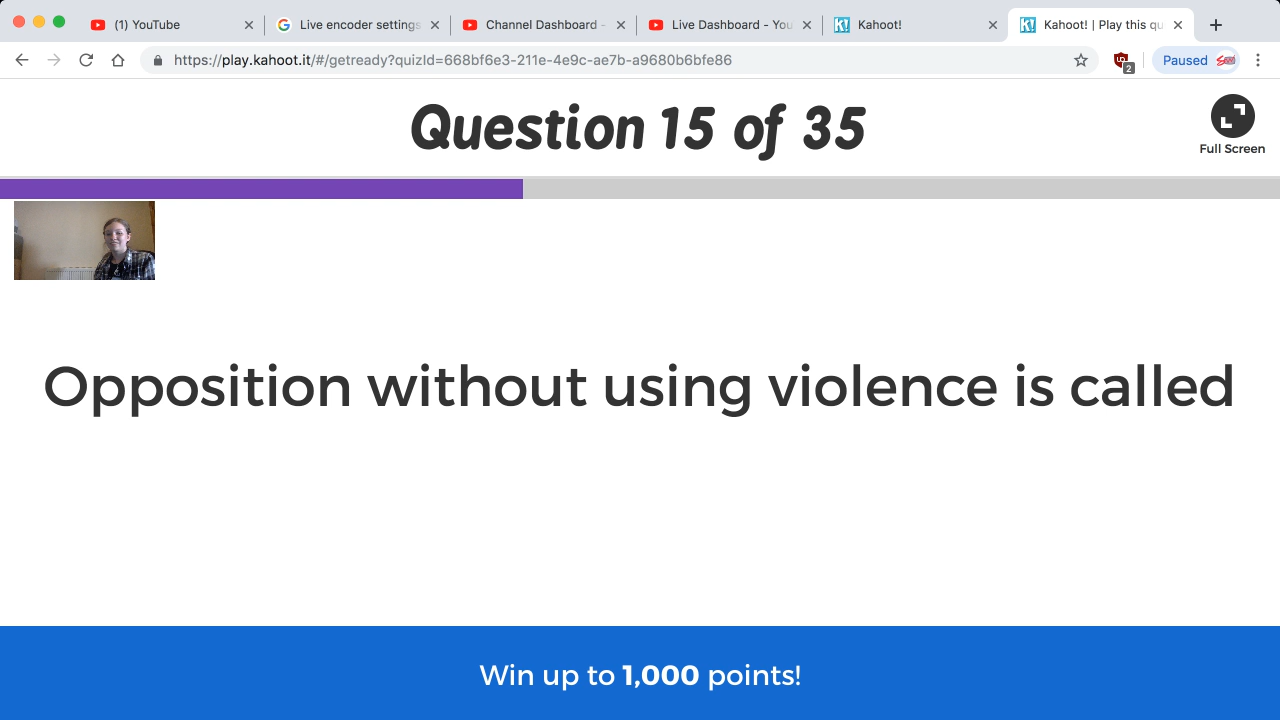 (1) YouTube
Live encoder settings
Channel Dashboard -
Live Dashboard - You
Kahoot!
Kahoot! | Play this qu
https://play.kahoot.it/#/getready?quizId=668bf6e3-211e-4e9c-ae7b-a9680b6bfe86
2
Paused
Question 15 of 35
Full Screen
Opposition without using violence is called
Win up to 1,000 points!